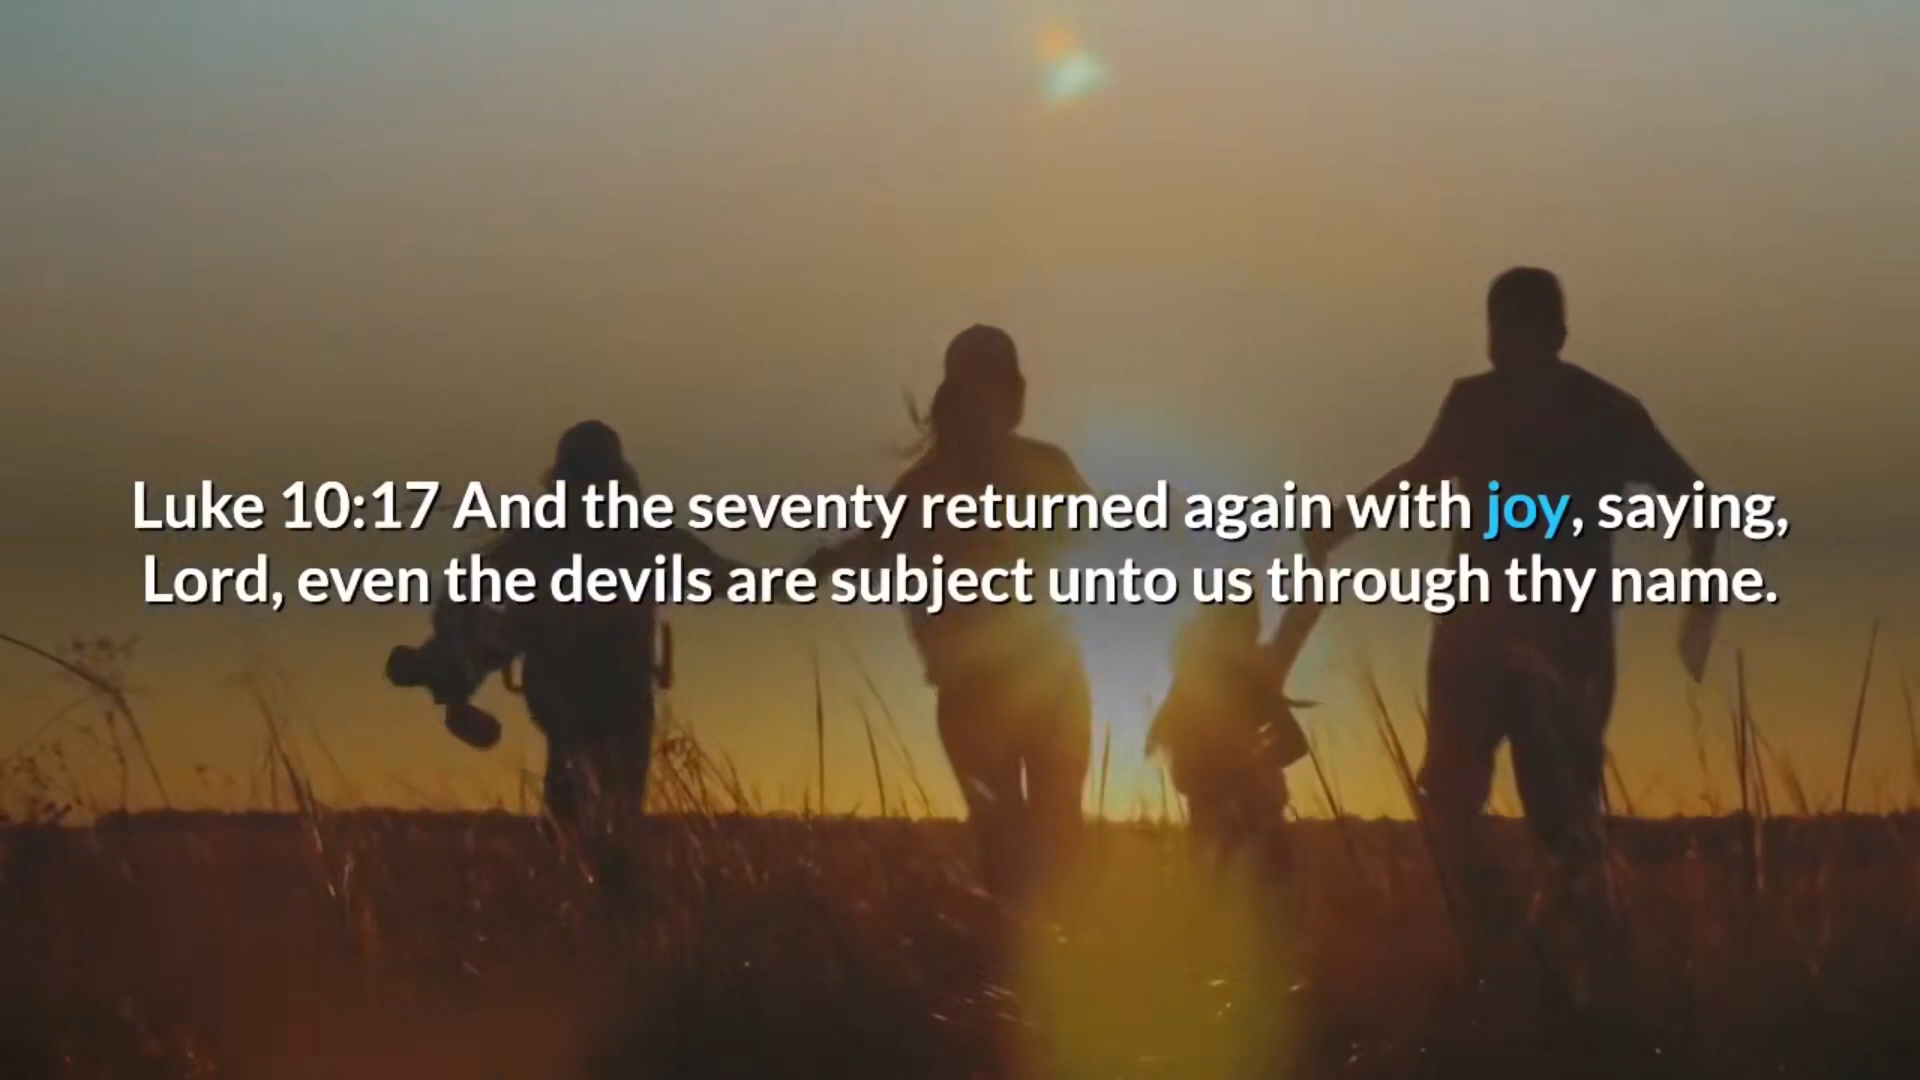 Luke 10:17 And the seventy returned again with joy, saying,
Lord, even the devils are subject unto us through thy name.